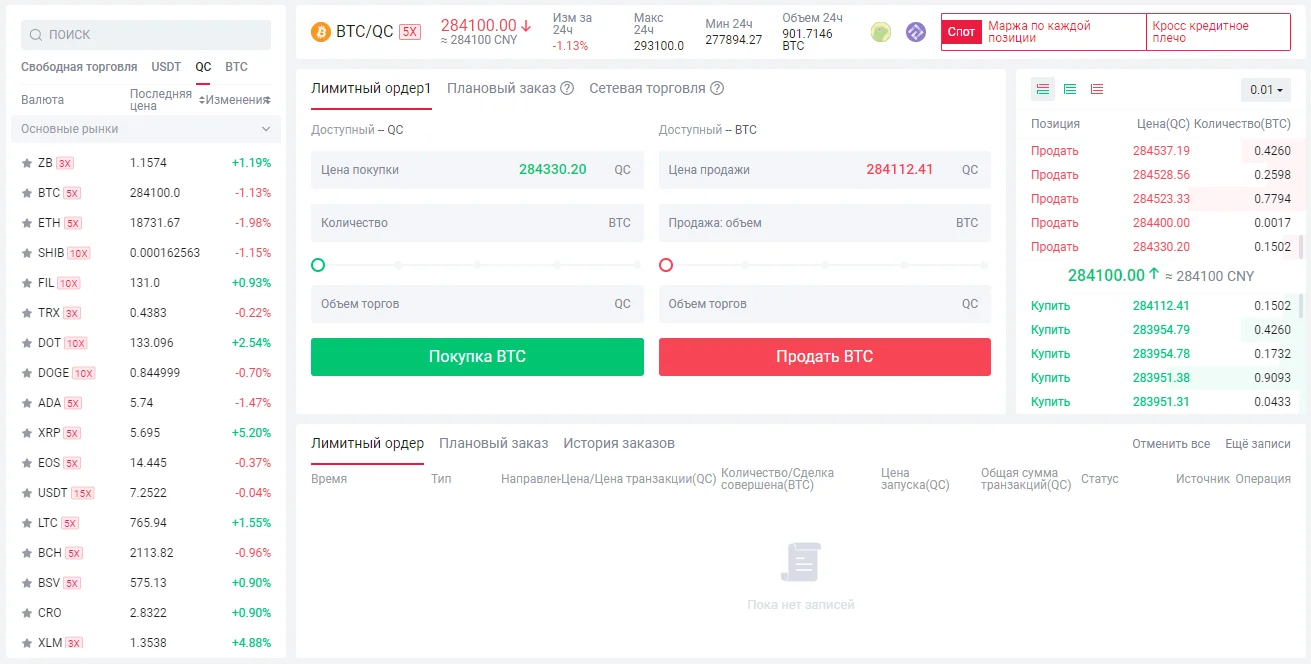 ПОИСК
Свободная торговля USDT QC BTC
Валюта Последняя цена Изменения
Основные рынки
ZB 3X 1.1574 +1.19%
BTC 5X 284100.0 -1.13%
ETH 5X 18731.67 -1.98%
SHIB 10X 0.000162563 -1.15%
FIL 10X 131.0 +0.93%
TRX 3X 0.4383 -0.22%
DOT 10X 133.096 +2.54%
DOGE 10X 0.844999 -0.70%
ADA 5X 5.74 -1.47%
XRP 5X 5.695 +5.20%
EOS 5X 14.445 -0.37%
USDT 15X 7.2522 -0.04%
LTC 5X 765.94 +1.55%
BCH 5X 2113.82 -0.96%
BSV 5X 575.13 +0.90%
CRO 2.8322 +0.90%
XLM 3X 1.3538 +4.88%
BTC/QC 5X
284100.00 ↓
≈ 284100 CNY
Изм за
24ч
-1.13%
Макс
24ч
293100.0
Мин 24ч
277894.27
Объем 24ч
901.7146
BTC
Спот
Маржа по каждой
позиции
Кросс кредитное
плечо
Лимитный ордер1 Плановый заказ ? Сетевая торговля ?
Доступный -- QC
Цена покупки 284330.20 QC
Количество BTC
Объем торгов QC
Покупка BTC
Доступный -- BTC
Цена продажи 284112.41 QC
Продажа: объем BTC
Объем торгов QC
Продать BTC
0.01
Позиция Цена(QC) Количество(BTC)
Продать 284537.19 0.4260
Продать 284528.56 0.2598
Продать 284523.33 0.7794
Продать 284400.00 0.0017
Продать 284330.20 0.1502
284100.00 ↑ ≈ 284100 CNY
Купить 284112.41 0.1502
Купить 283954.79 0.4260
Купить 283954.78 0.1732
Купить 283951.38 0.9093
Купить 283951.31 0.0433
Лимитный ордер Плановый заказ История заказов Отменить все Ещё записи
Время Тип Направлен Цена/Цена транзакции(QC) Количество/Сделка совершена(BTC) Цена запуска(QC) Общая сумма транзакций(QC) Статус Источник Операция
Пока нет записей